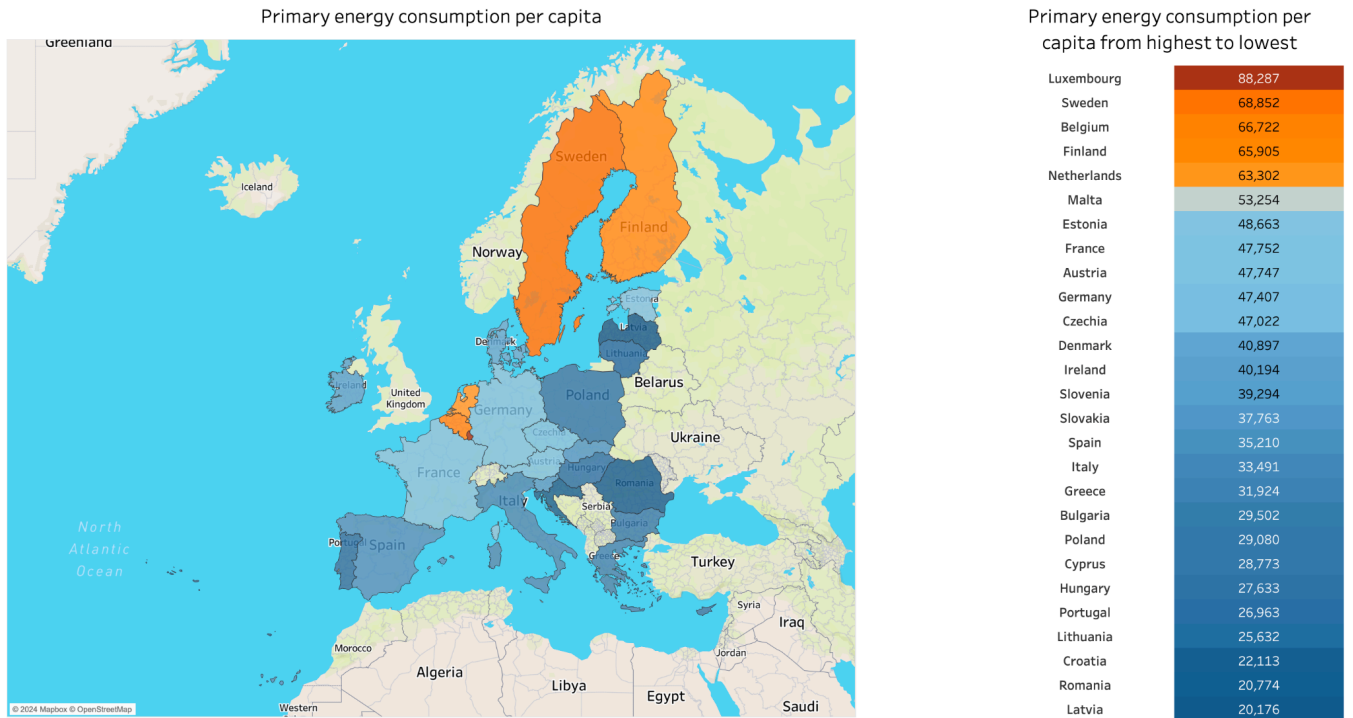 Primary energy consumption per capita
Greenland
Iceland
Sweden
Finland
Norway
Estonia
Latvia
Denmark
Lithuania
Ireland
United
Kingdom
Belarus
Poland
Germany
Czechia
Ukraine
France
Austria
Hungary
Romania
Italy
Serbia
Bulgaria
North
Atlantic
Ocean
Portugal
Spain
Greece
Turkey
Syria
Iraq
Morocco
Jordan
Algeria
Libya
Egypt
Western
Saudi
© 2024 Mapbox © OpenStreetMap
Primary energy consumption per
capita from highest to lowest
Luxembourg 88,287
Sweden 68,852
Belgium 66,722
Finland 65,905
Netherlands 63,302
Malta 53,254
Estonia 48,663
France 47,752
Austria 47,747
Germany 47,407
Czechia 47,022
Denmark 40,897
Ireland 40,194
Slovenia 39,294
Slovakia 37,763
Spain 35,210
Italy 33,491
Greece 31,924
Bulgaria 29,502
Poland 29,080
Cyprus 28,773
Hungary 27,633
Portugal 26,963
Lithuania 25,632
Croatia 22,113
Romania 20,774
Latvia 20,176